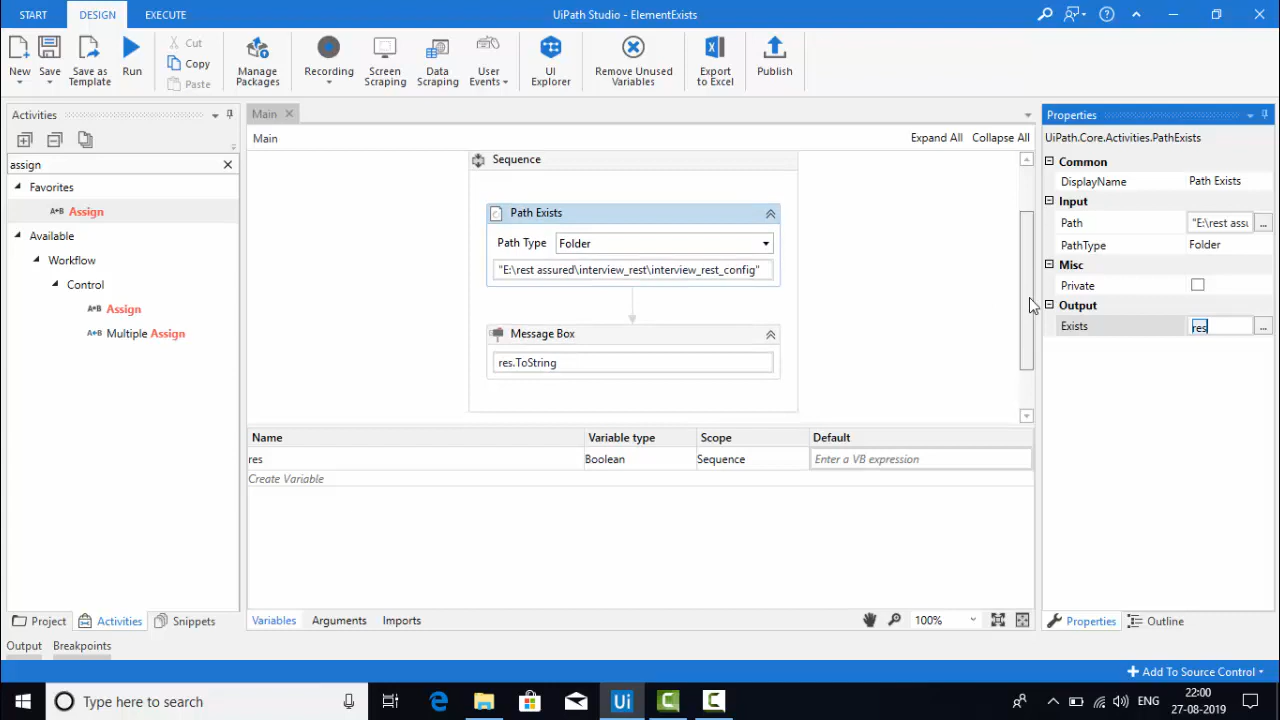 START DESIGN EXECUTE UiPath Studio - ElementExists
New Save Save as Template Run Cut Copy Paste Manage Packages Recording Screen Scraping Data Scraping User Events UI Explorer Remove Unused Variables Export to Excel Publish
Activities
assign
Favorites
A*B Assign
Available
Workflow
Control
A*B Assign
A*B Multiple Assign
Project Activities Snippets
Main
Main Expand All Collapse All
Sequence
Path Exists
Path Type Folder
"E:\rest assured\interview_rest\interview_rest_config"
Message Box
res.ToString
Name Variable type Scope Default
res Boolean Sequence Enter a VB expression
Create Variable
Variables Arguments Imports 100%
Properties
UiPath.Core.Activities.PathExists
Common
DisplayName Path Exists
Input
Path "E:\rest assu ...
PathType Folder
Misc
Private
Output
Exists res ...
Properties Outline
Output Breakpoints
Add To Source Control
Type here to search Ui ENG 22:00
27-08-2019